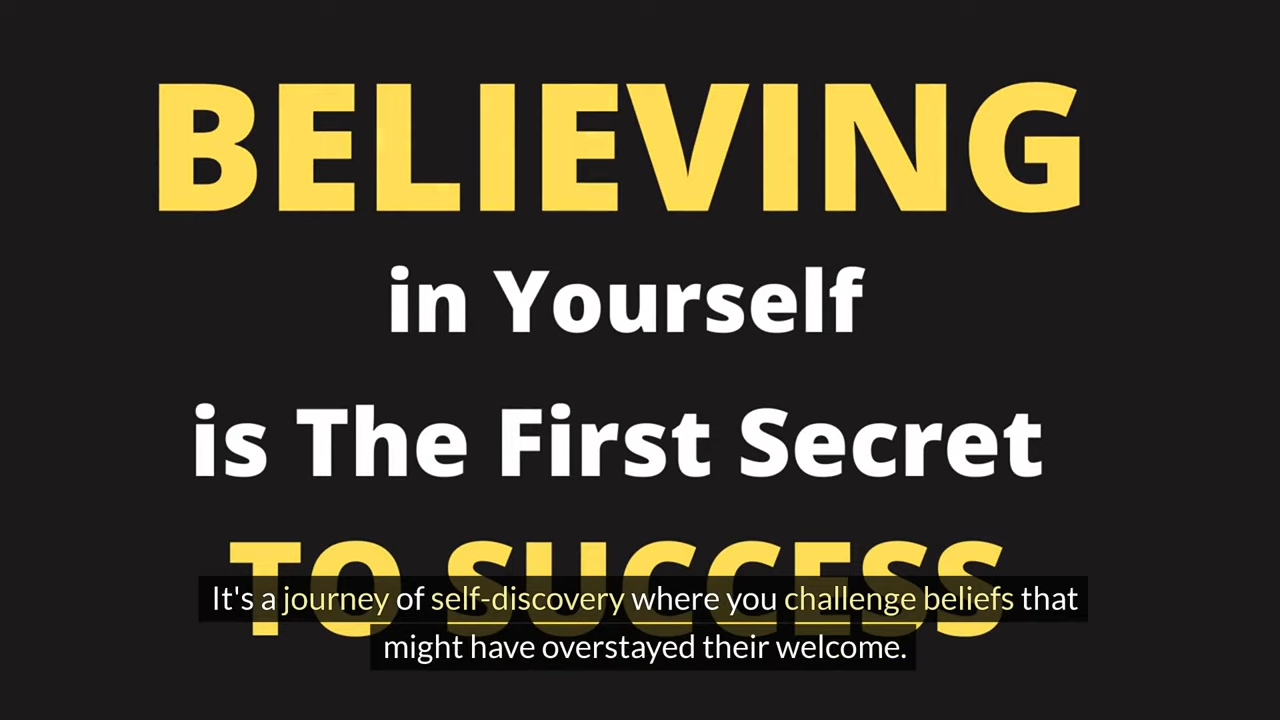 BELIEVING
in Yourself
is The First Secret
TO SUCCESS
It's a journey of self-discovery where you challenge beliefs that
might have overstayed their welcome.